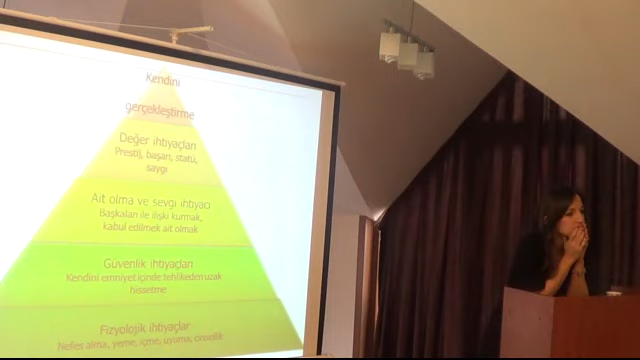 Kendini
gerçekleştirme
Değer ihtiyaçları
Prestij, başarı, statü,
saygı
Ait olma ve sevgi ihtiyacı
Başkaları ile ilişki kurmak,
kabul edilmek ait olmak
Güvenlik ihtiyaçları
Kendini emniyet içinde tehlikeden uzak
hissetme
Fizyolojik ihtiyaçlar
Nefes alma, yeme, içme, uyuma, cinsellik